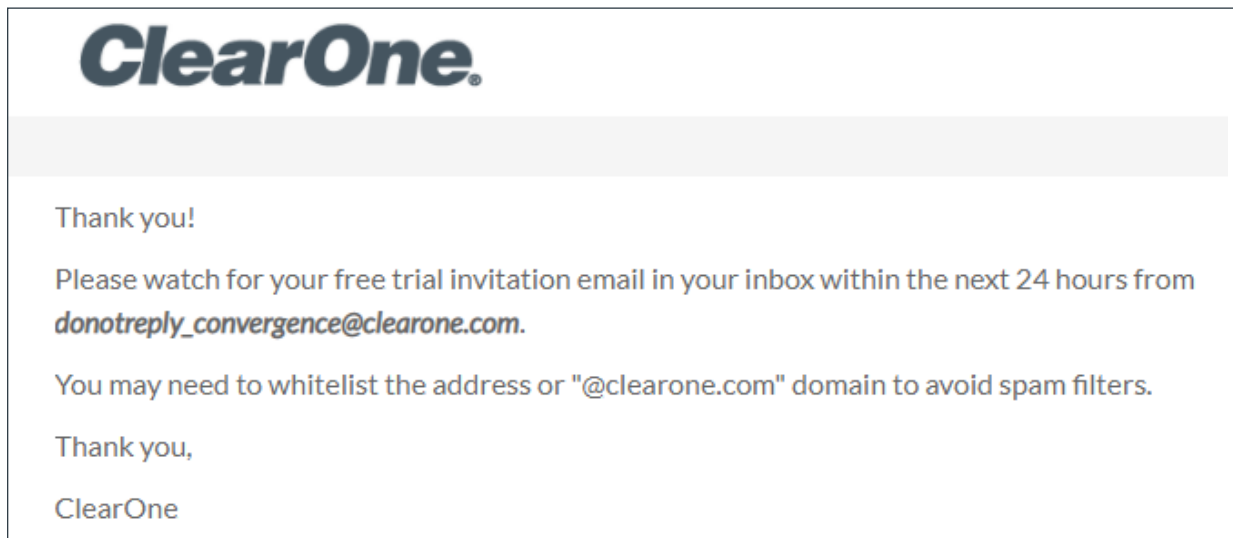 ClearOne®
Thank you!
Please watch for your free trial invitation email in your inbox within the next 24 hours from
donotreply_convergence@clearone.com.
You may need to whitelist the address or "@clearone.com" domain to avoid spam filters.
Thank you,
ClearOne